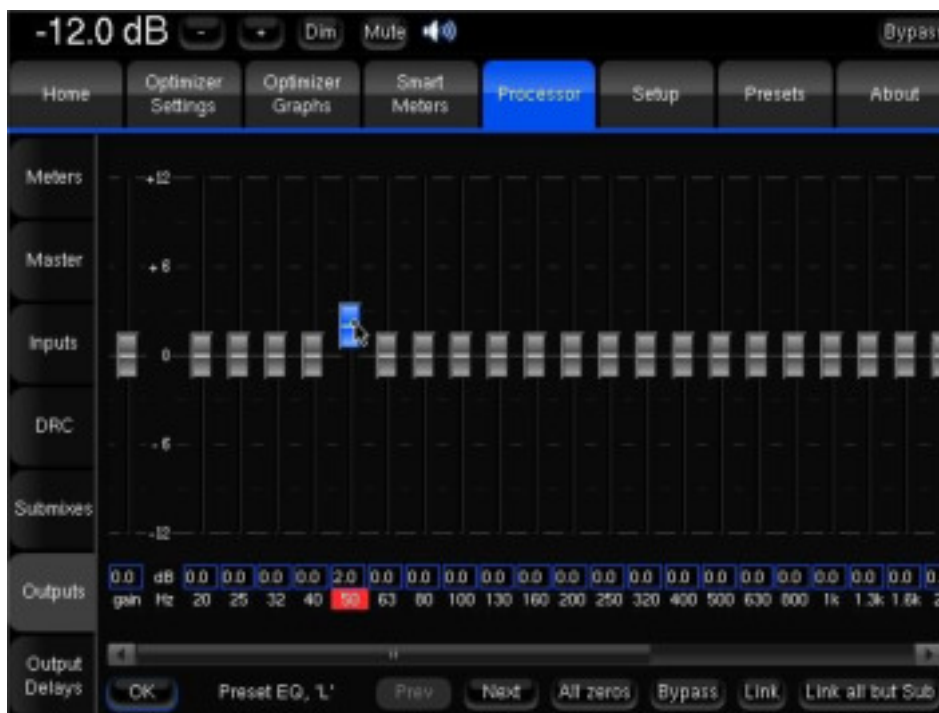 -12.0 dB - + Dim Mute Bypass
Home Optimizer Settings Optimizer Graphs Smart Meters Processor Setup Presets About
Meters
Master
Inputs
DRC
Submixes
Outputs
Output Delays
+12
+6
0
-6
-12
0.0 dB 0.0 0.0 0.0 0.0 2.0 0.0 0.0 0.0 0.0 0.0 0.0 0.0 0.0 0.0 0.0 0.0 0.0 0.0 0.0 0.0
gain Hz 20 25 32 40 50 63 80 100 130 160 200 250 320 400 500 630 800 1k 1.3k 1.6k
OK Preset EQ, 'L' Prev Next All zeros Bypass Link Link all but Sub